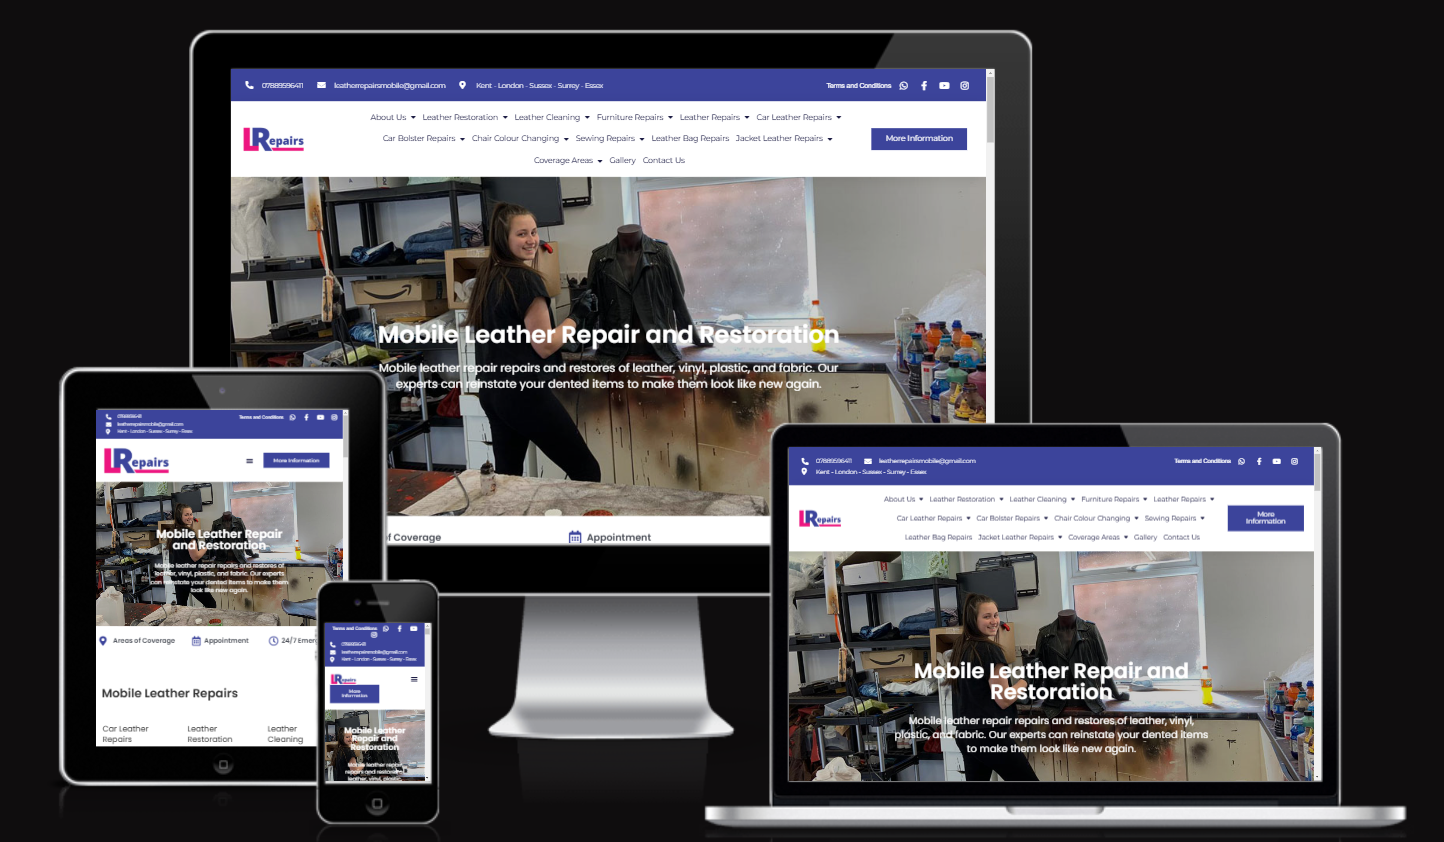 07889596411 leatherrepairsmobile@gmail.com Kent - London - Sussex - Surrey - Essex Terms and Conditions
LRepairs
About Us Leather Restoration Leather Cleaning Furniture Repairs Leather Repairs Car Leather Repairs
Car Bolster Repairs Chair Colour Changing Sewing Repairs Leather Bag Repairs Jacket Leather Repairs
Coverage Areas Gallery Contact Us
More Information
Mobile Leather Repair and Restoration
Mobile leather repair repairs and restores of leather, vinyl, plastic, and fabric. Our
experts can reinstate your dented items to make them look like new again.
of Coverage Appointment
Terms and Conditions
leatherrepairsmobile@gmail.com
Kent - London - Sussex - Surrey - Essex
LRepairs
More Information
Mobile Leather Repair
and Restoration
Mobile leather repair repairs and restores of
leather, vinyl, plastic, and fabric. Our experts
can reinstate your dented items to make them
look like new again.
Areas of Coverage Appointment 24/7 Emer
Mobile Leather Repairs
Car Leather
Repairs
Leather
Restoration
Leather
Cleaning
Terms and Conditions
leatherrepairsmobile@gmail.com
Kent - London - Sussex - Surrey - Essex
LRepairs
More
Information
Mobile Leather
Repair and
Restoration
Mobile leather repair
repairs and restores of
leather, vinyl, plastic,
07889596411 leatherrepairsmobile@gmail.com Terms and Conditions
Kent - London - Sussex - Surrey - Essex
LRepairs
About Us Leather Restoration Leather Cleaning Furniture Repairs Leather Repairs
Car Leather Repairs Car Bolster Repairs Chair Colour Changing Sewing Repairs
Leather Bag Repairs Jacket Leather Repairs Coverage Areas Gallery Contact Us
More
Information
Mobile Leather Repair and
Restoration
Mobile leather repair repairs and restores of leather, vinyl,
plastic, and fabric. Our experts can reinstate your dented items
to make them look like new again.